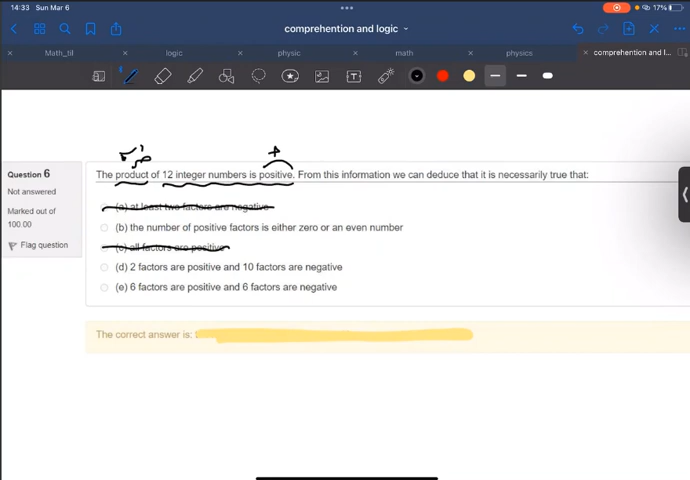 14:33 Sun Mar 6
17%
comprehention and logic
Math_til
logic
physic
math
physics
comprehention and l...
+
Question 6
Not answered
Marked out of
100.00
Flag question
The product of 12 integer numbers is positive. From this information we can deduce that it is necessarily true that:
(a) at least two factors are negative
(b) the number of positive factors is either zero or an even number
(c) all factors are positive
(d) 2 factors are positive and 10 factors are negative
(e) 6 factors are positive and 6 factors are negative
The correct answer is: